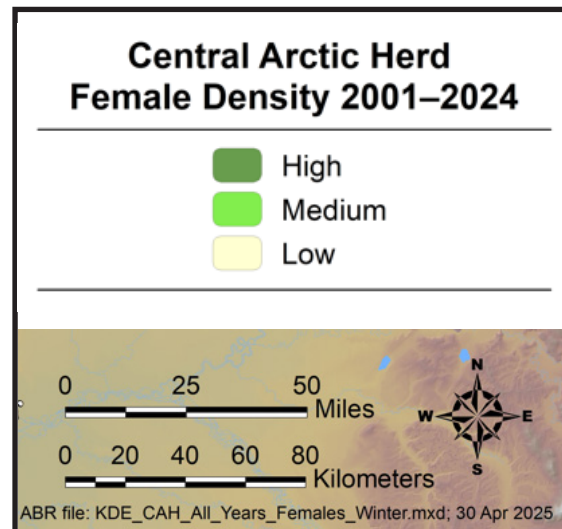 Central Arctic Herd
Female Density 2001–2024
High
Medium
Low
0 25 50
Miles
0 20 40 60 80
Kilometers
N
W E
S
ABR file: KDE_CAH_All_Years_Females_Winter.mxd; 30 Apr 2025